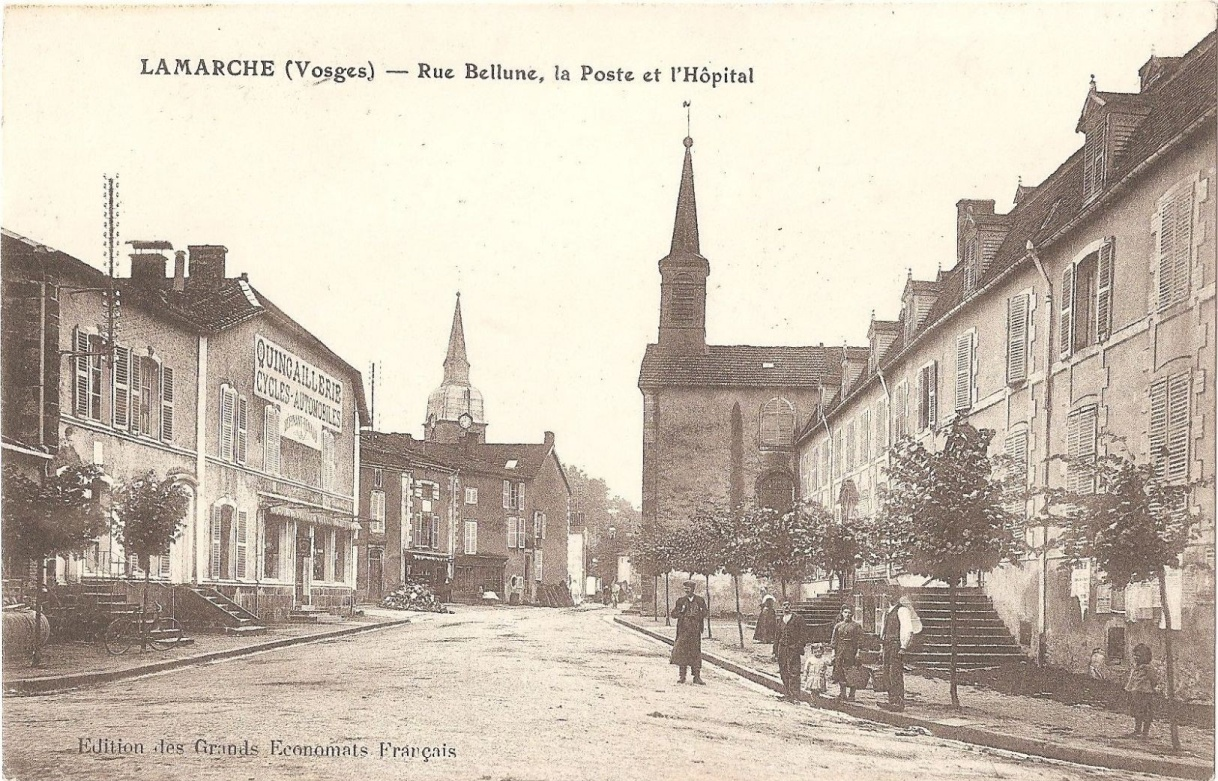 LAMARCHE (Vosges) — Rue Bellune, la Poste et l'Hôpital
QUINCAILLERIE
CYCLES-AUTOMOBILES
Edition des Grands Economats Français